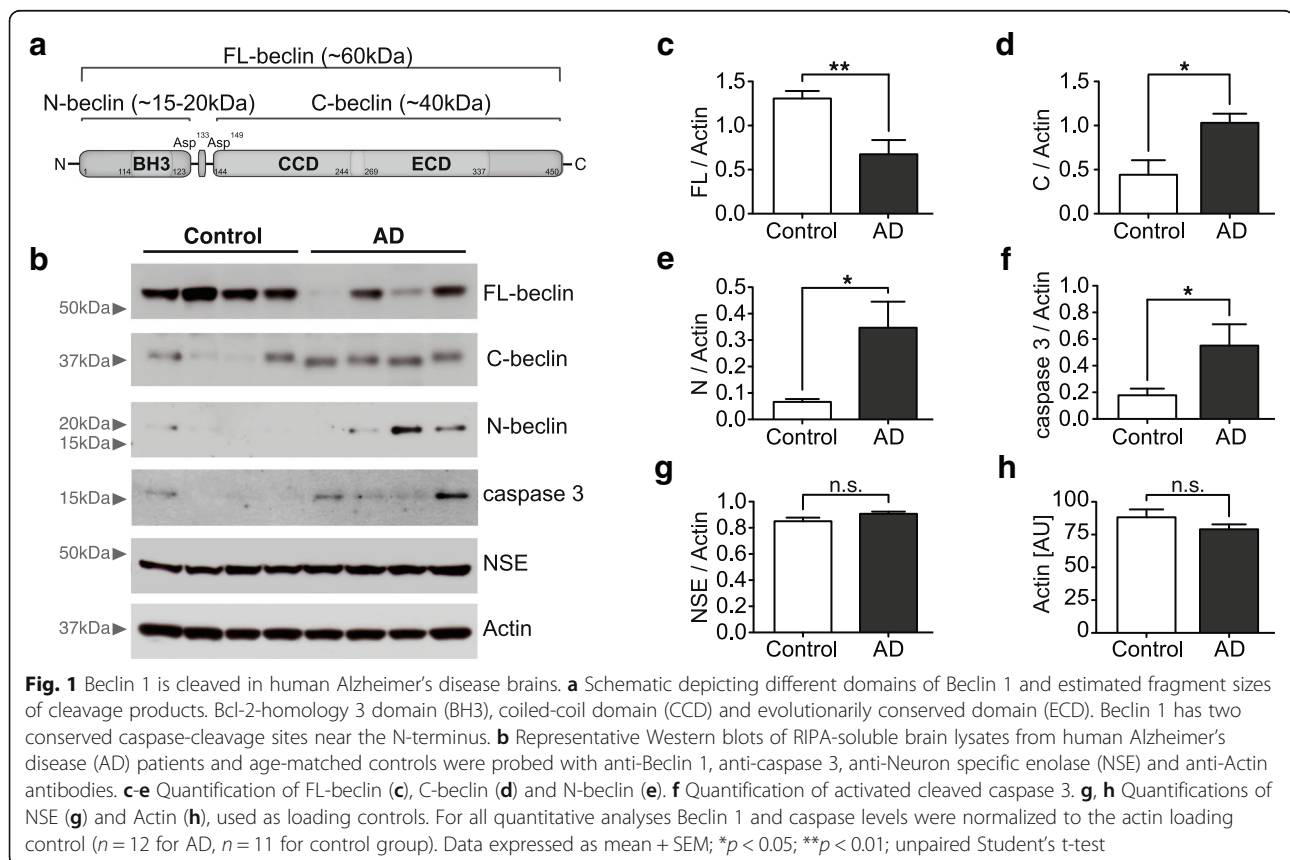 a
FL-beclin (~60kDa)
N-beclin (~15-20kDa) C-beclin (~40kDa)
Asp133 Asp149
N BH3 CCD ECD C
1 114 123 144 244 269 337 450
b
Control AD
50kDa FL-beclin
37kDa C-beclin
20kDa N-beclin
15kDa
15kDa caspase 3
50kDa NSE
37kDa Actin
c
**
FL / Actin
1.5
1.0
0.5
0.0
Control AD
d
*
C / Actin
1.5
1.0
0.5
0.0
Control AD
e
*
N / Actin
0.5
0.4
0.3
0.2
0.1
0.0
Control AD
f
*
caspase 3 / Actin
1.0
0.8
0.6
0.4
0.2
0.0
Control AD
g
n.s.
NSE / Actin
1.0
0.8
0.6
0.4
0.2
0.0
Control AD
h
n.s.
Actin [AU]
100
75
50
25
0
Control AD
Fig. 1 Beclin 1 is cleaved in human Alzheimer's disease brains. a Schematic depicting different domains of Beclin 1 and estimated fragment sizes
of cleavage products. Bcl-2-homology 3 domain (BH3), coiled-coil domain (CCD) and evolutionarily conserved domain (ECD). Beclin 1 has two
conserved caspase-cleavage sites near the N-terminus. b Representative Western blots of RIPA-soluble brain lysates from human Alzheimer's
disease (AD) patients and age-matched controls were probed with anti-Beclin 1, anti-caspase 3, anti-Neuron specific enolase (NSE) and anti-Actin
antibodies. c-e Quantification of FL-beclin (c), C-beclin (d) and N-beclin (e). f Quantification of activated cleaved caspase 3. g, h Quantifications of
NSE (g) and Actin (h), used as loading controls. For all quantitative analyses Beclin 1 and caspase levels were normalized to the actin loading
control (n = 12 for AD, n = 11 for control group). Data expressed as mean + SEM; *p < 0.05; **p < 0.01; unpaired Student's t-test